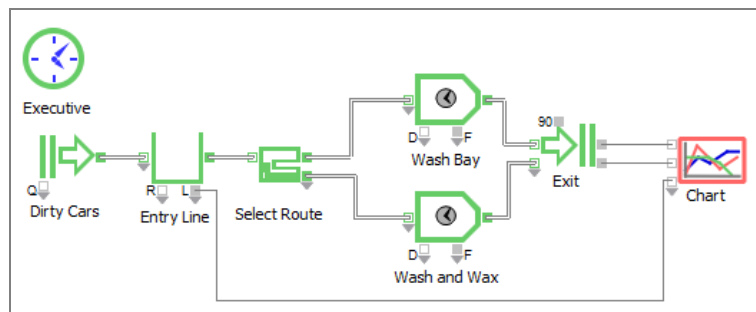 Executive
Q
Dirty Cars
R
L
Entry Line
Select Route
D
F
Wash Bay
D
F
Wash and Wax
90
Exit
Chart